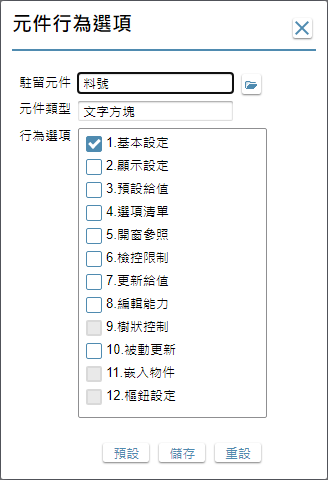 元件行為選項
駐留元件 料號
元件類型 文字方塊
行為選項
1.基本設定
2.顯示設定
3.預設給值
4.選項清單
5.開窗參照
6.檢控限制
7.更新給值
8.編輯能力
9.樹狀控制
10.被動更新
11.嵌入物件
12.樞鈕設定
預設 儲存 重設